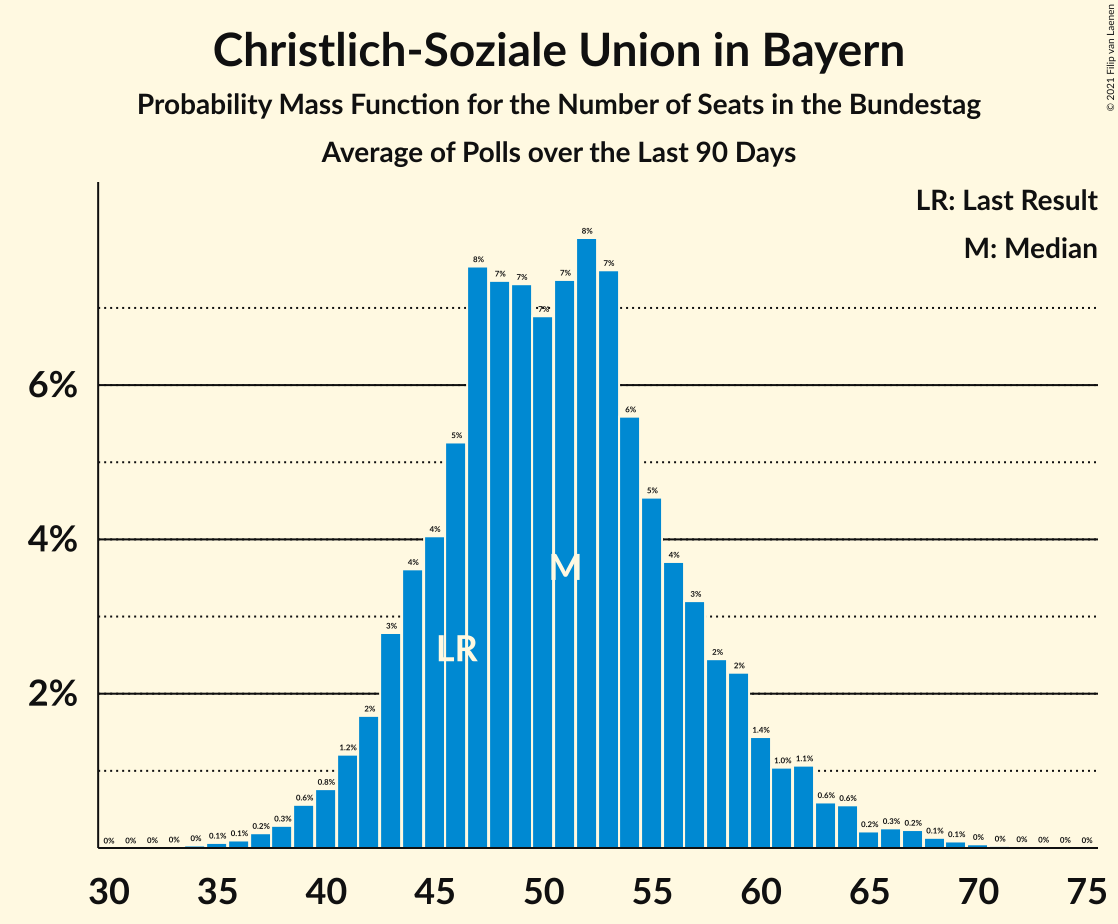 Christlich-Soziale Union in Bayern
Probability Mass Function for the Number of Seats in the Bundestag
Average of Polls over the Last 90 Days
© 2021 Filip van Laenen
LR: Last Result
M: Median
6%
4%
2%
0% 0% 0% 0% 0% 0.1% 0.1% 0.2% 0.3% 0.6% 0.8% 1.2% 2% 3% 4% 4% 5% 8% 7% 7% 7% 7% 8% 7% 6% 5% 4% 3% 2% 2% 1.4% 1.0% 1.1% 0.6% 0.6% 0.2% 0.3% 0.2% 0.1% 0.1% 0% 0% 0% 0% 0% 0%
M
LR
30 35 40 45 50 55 60 65 70 75